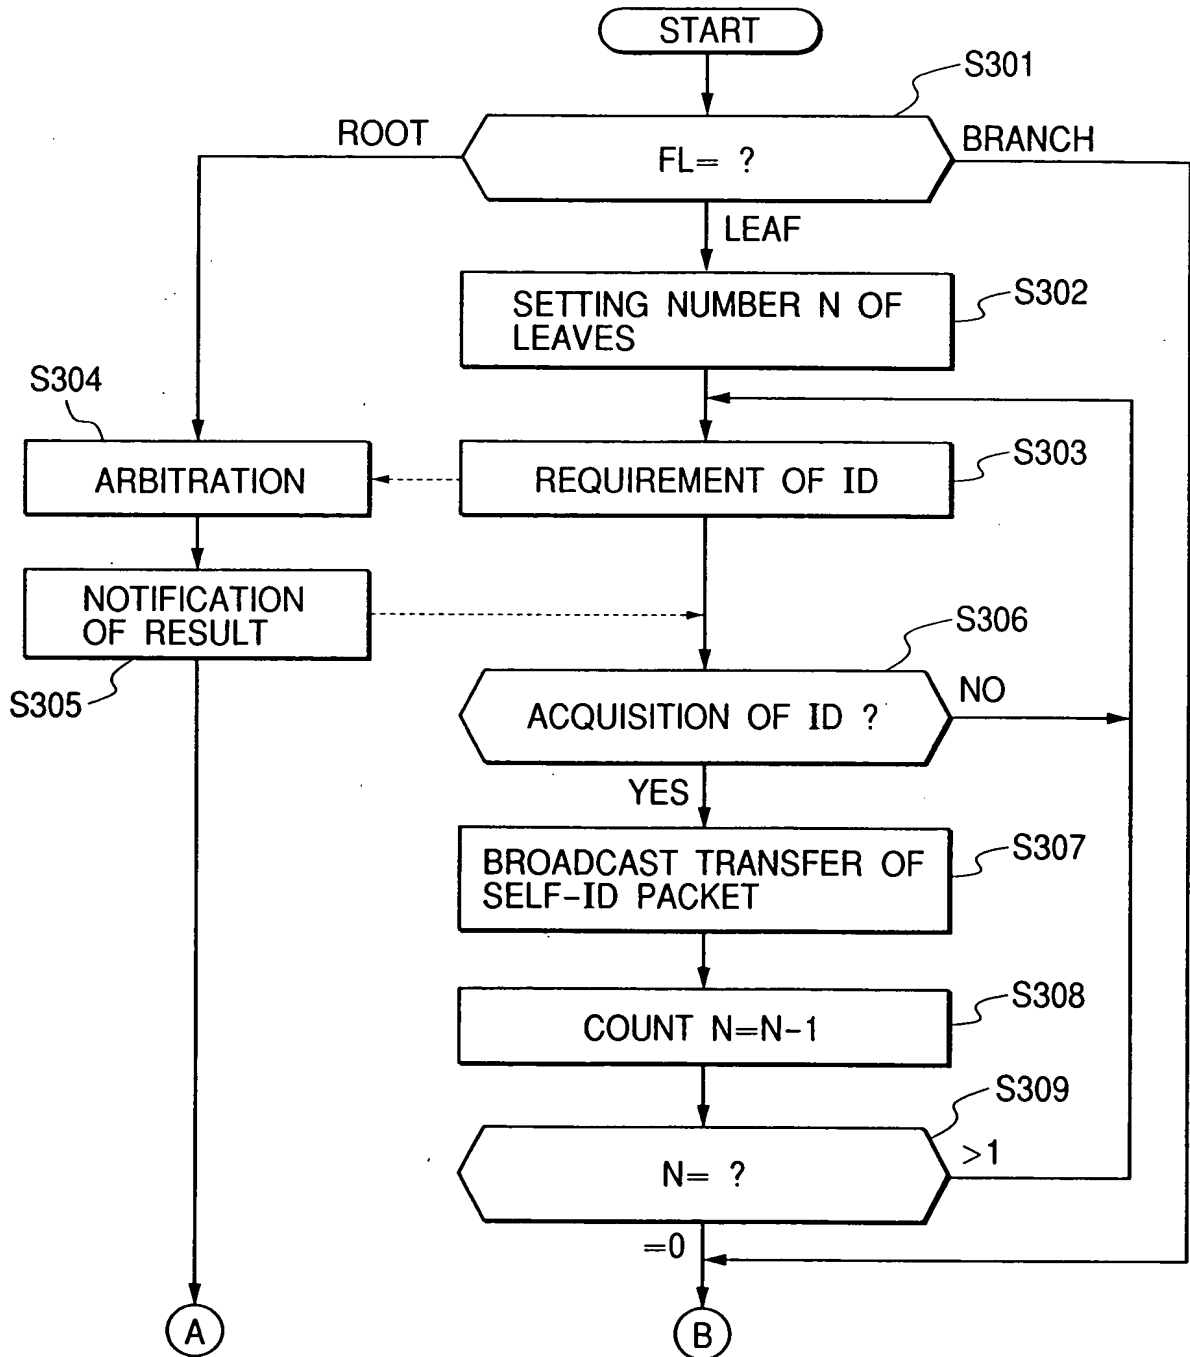 START
S301
ROOT
FL= ?
BRANCH
LEAF
SETTING NUMBER N OF
LEAVES
S302
S304
ARBITRATION
REQUIREMENT OF ID
S303
NOTIFICATION
OF RESULT
S305
S306
ACQUISITION OF ID ?
NO
YES
BROADCAST TRANSFER OF
SELF-ID PACKET
S307
COUNT N=N-1
S308
S309
N= ?
>1
=0
A
B